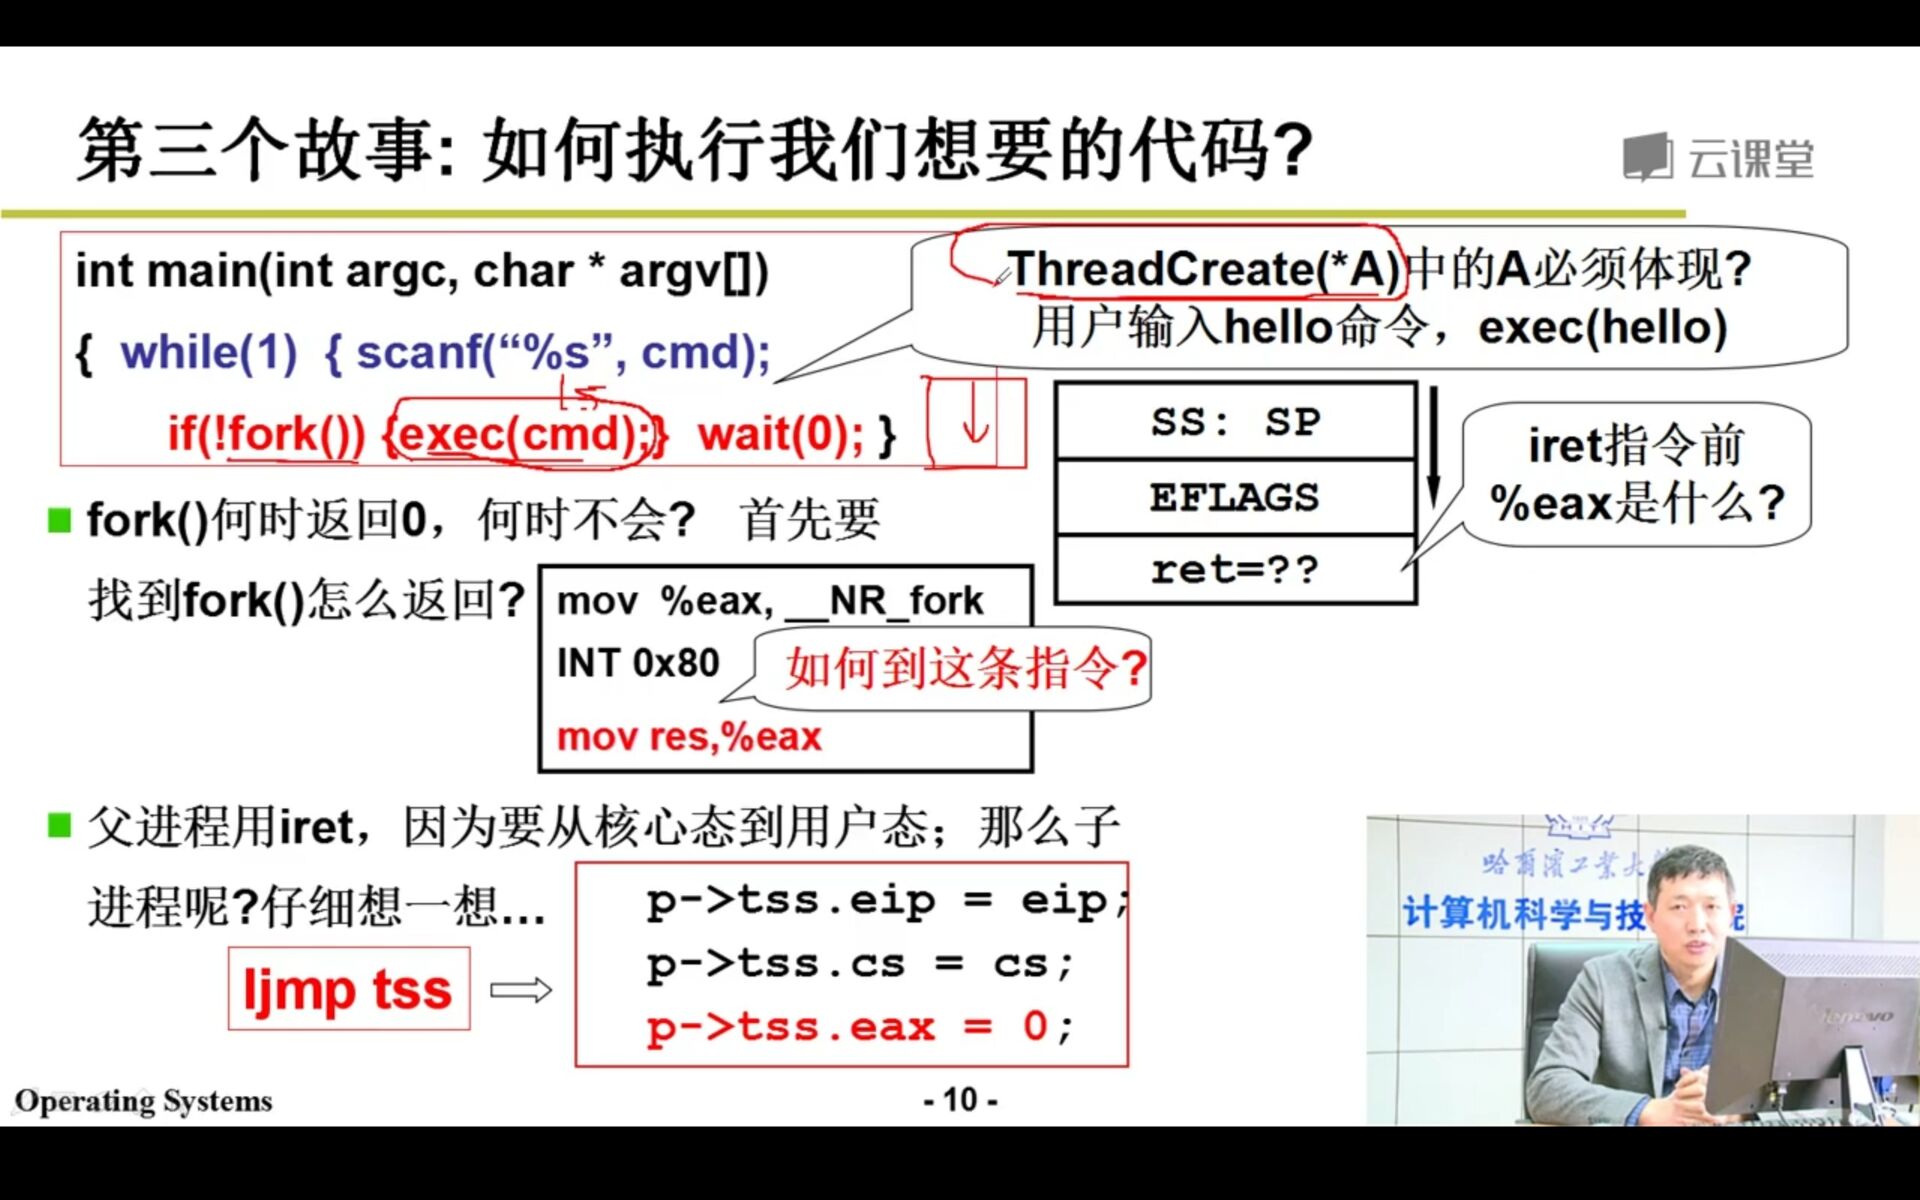 第三个故事: 如何执行我们想要的代码?
云课堂
int main(int argc, char * argv[])
{ while(1) { scanf(“%s”, cmd);
if(!fork()) {exec(cmd);} wait(0); }
ThreadCreate(*A)中的A必须体现?
用户输入hello命令，exec(hello)
ls
SS: SP
EFLAGS
ret=??
iret指令前
%eax是什么?
fork()何时返回0，何时不会? 首先要
找到fork()怎么返回?
mov %eax, __NR_fork
INT 0x80
mov res,%eax
如何到这条指令?
父进程用iret，因为要从核心态到用户态；那么子
进程呢?仔细想一想...
ljmp tss
p->tss.eip = eip;
p->tss.cs = cs;
p->tss.eax = 0;
HIT
哈尔滨工业大
计算机科学与技 院
lenovo
Operating Systems
- 10 -